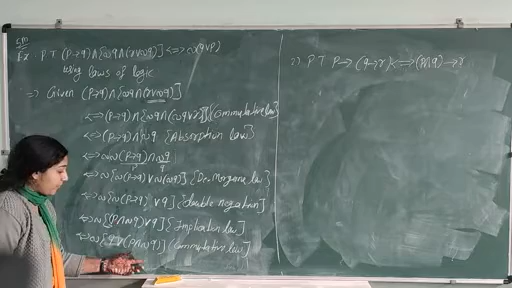 Ex. P T (P→q)∧{∾q∧(r∨∾q)]<=>∾(q∨p)
Using laws of logic
=> Given (P→q)∧{∾q∧(r∨∾q)]
<=>(P→q)∧{∾q∧(∾q∨r)]{Commutative law}
<=>(P→q)∧∾q {Absorption law}
<=>∾∾(P→q)∧∾q
<=>∾[∾(P→q)∨∾(∾q)] {De-Morgans law}
<=>∾[∾(P→q)∨q]{double negation]
<=>∾[(P∧∾q)∨q]{Implication law]
<=>∾[q∨(P∧∾q)](Commutative law]
2) P T P→(q→r)<=>(P∧q)→r